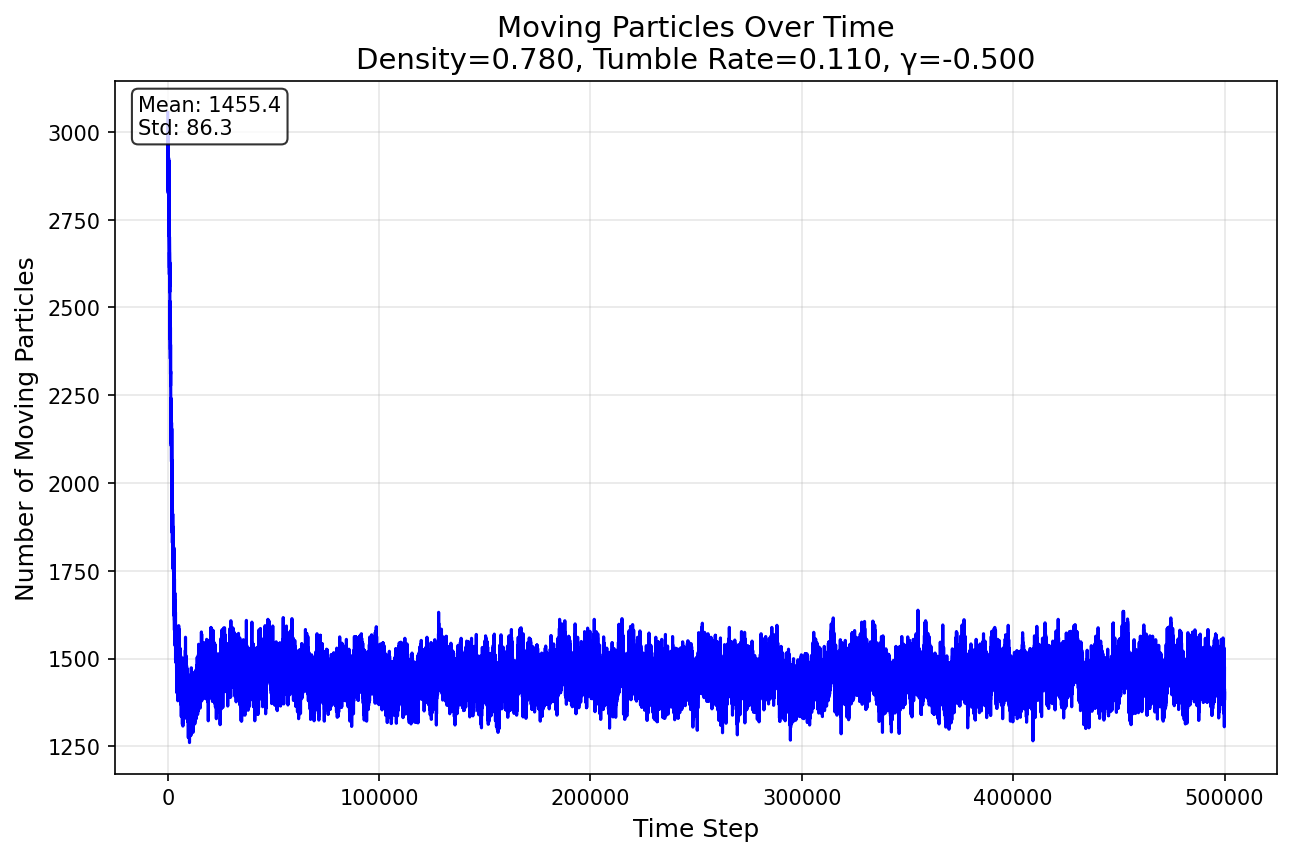 Moving Particles Over Time
Density=0.780, Tumble Rate=0.110, γ=-0.500
Mean: 1455.4
Std: 86.3
Number of Moving Particles
3000
2750
2500
2250
2000
1750
1500
1250
0
100000
200000
300000
400000
500000
Time Step